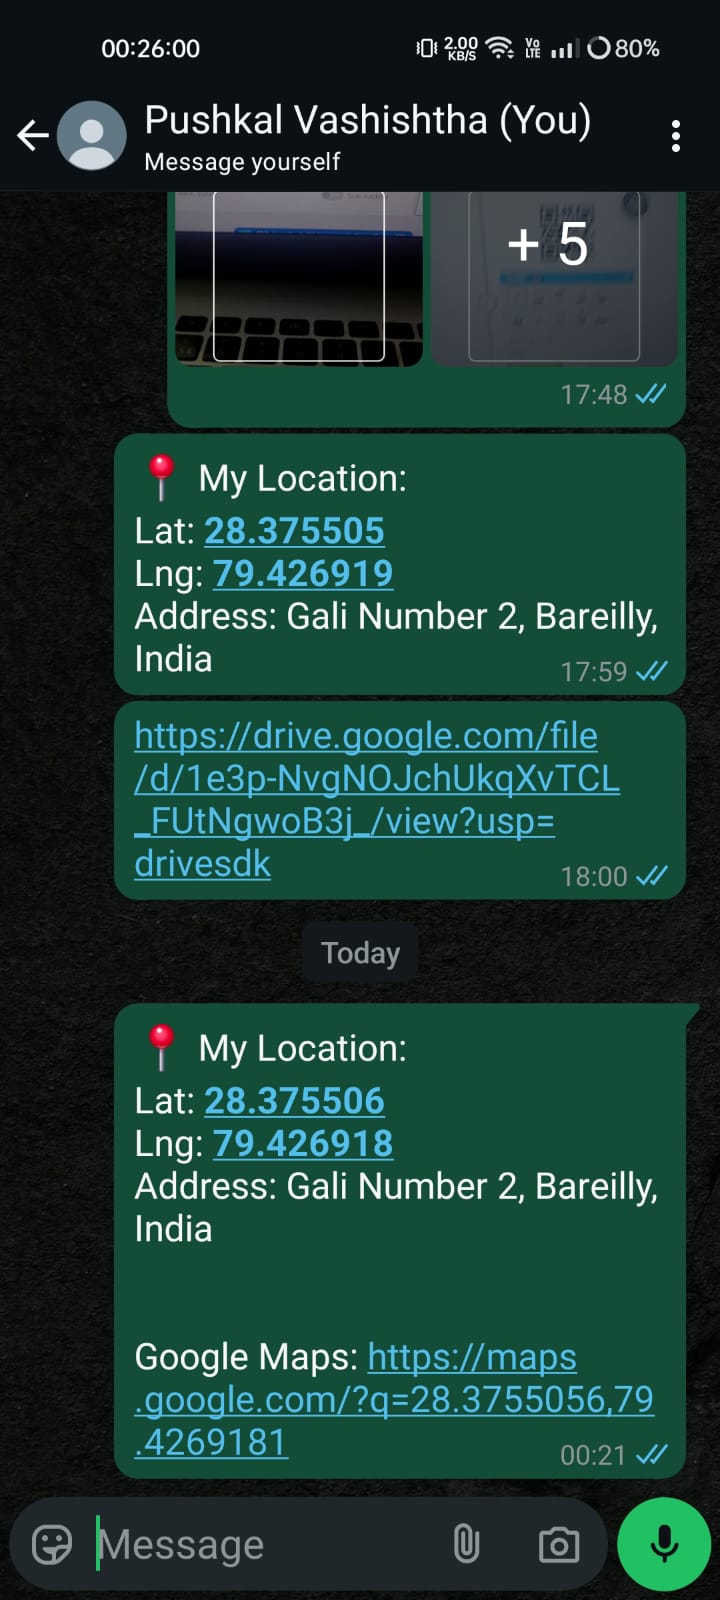 00:26:00
2.00 KB/S
Vo LTE
80%
Pushkal Vashishtha (You)
Message yourself
+ 5
17:48
📍 My Location:
Lat: 28.375505
Lng: 79.426919
Address: Gali Number 2, Bareilly,
India
17:59
https://drive.google.com/file
/d/1e3p-NvgNOJchUkqXvTCL
_FUtNgwoB3j_/view?usp=
drivesdk
18:00
Today
📍 My Location:
Lat: 28.375506
Lng: 79.426918
Address: Gali Number 2, Bareilly,
India
Google Maps: https://maps
.google.com/?q=28.3755056,79
.4269181
00:21
Message